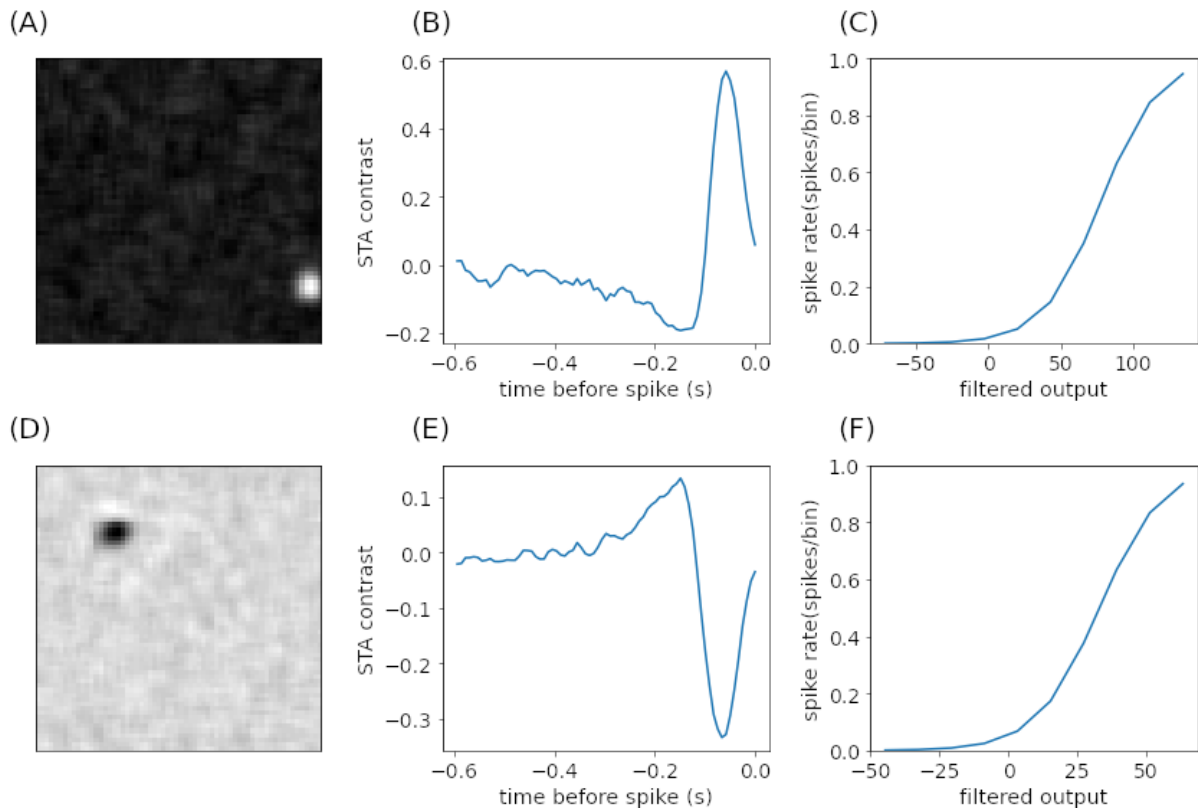 (A)
(B)
(C)
0.6
0.4
0.2
0.0
−0.2
STA contrast
−0.6
−0.4
−0.2
0.0
time before spike (s)
1.0
0.8
0.6
0.4
0.2
0.0
spike rate(spikes/bin)
−50
0
50
100
filtered output
(D)
(E)
(F)
0.1
0.0
−0.1
−0.2
−0.3
STA contrast
−0.6
−0.4
−0.2
0.0
time before spike (s)
1.0
0.8
0.6
0.4
0.2
0.0
spike rate(spikes/bin)
−50
−25
0
25
50
filtered output